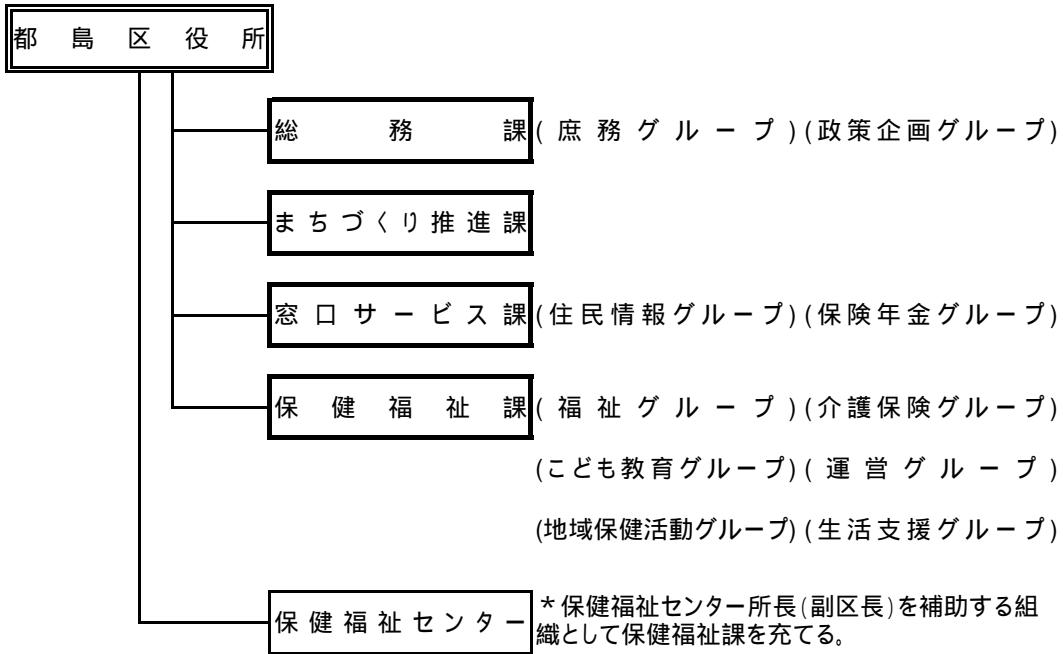 都島区役所
総務課(庶務グループ)(政策企画グループ)
まちづくり推進課
窓口サービス課(住民情報グループ)(保険年金グループ)
保健福祉課(福祉グループ)(介護保険グループ)
(こども教育グループ)(運営グループ)
(地域保健活動グループ)(生活支援グループ)
保健福祉センター
*保健福祉センター所長(副区長)を補助する組
織として保健福祉課を充てる。